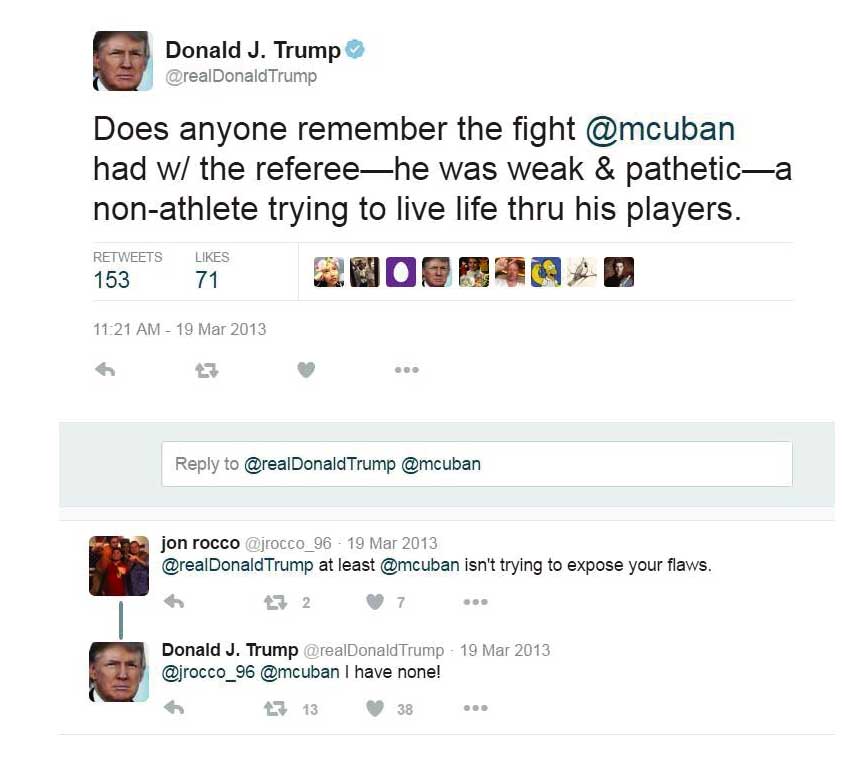 Donald J. Trump
@realDonaldTrump
Does anyone remember the fight @mcuban
had w/ the referee—he was weak & pathetic—a
non-athlete trying to live life thru his players.
RETWEETS LIKES
153 71
11:21 AM - 19 Mar 2013
Reply to @realDonaldTrump @mcuban
jon rocco @jrocco_96 · 19 Mar 2013
@realDonaldTrump at least @mcuban isn't trying to expose your flaws.
2 7
Donald J. Trump @realDonaldTrump · 19 Mar 2013
@jrocco_96 @mcuban I have none!
13 38